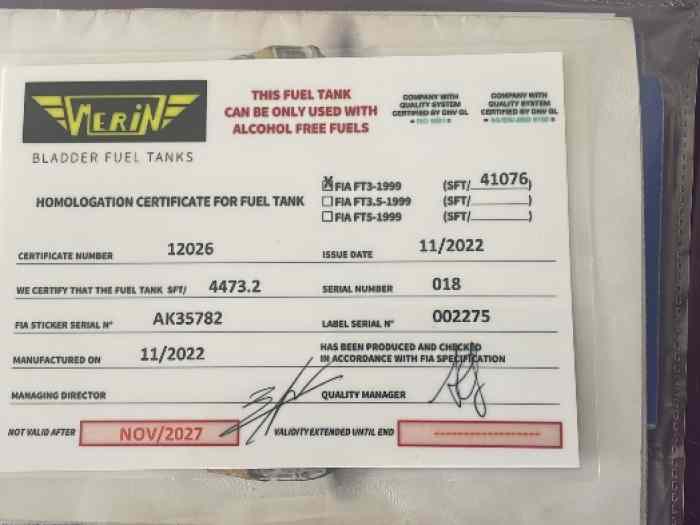 MERIN
BLADDER FUEL TANKS
THIS FUEL TANK
CAN BE ONLY USED WITH
ALCOHOL FREE FUELS
COMPANY WITH
QUALITY SYSTEM
CERTIFIED BY DNV GL
COMPANY WITH
QUALITY SYSTEM
CERTIFIED BY DNV GL
HOMOLOGATION CERTIFICATE FOR FUEL TANK
X FIA FT3-1999 (SFT/ 41076)
FIA FT3.5-1999 (SFT/ )
FIA FT5-1999 (SFT/ )
CERTIFICATE NUMBER 12026 ISSUE DATE 11/2022
WE CERTIFY THAT THE FUEL TANK SFT/ 4473.2 SERIAL NUMBER 018
FIA STICKER SERIAL N° AK35782 LABEL SERIAL N° 002275
MANUFACTURED ON 11/2022 HAS BEEN PRODUCED AND CHECKED
IN ACCORDANCE WITH FIA SPECIFICATION
MANAGING DIRECTOR QUALITY MANAGER
NOT VALID AFTER NOV/2027 VALIDITY EXTENDED UNTIL END ----------------